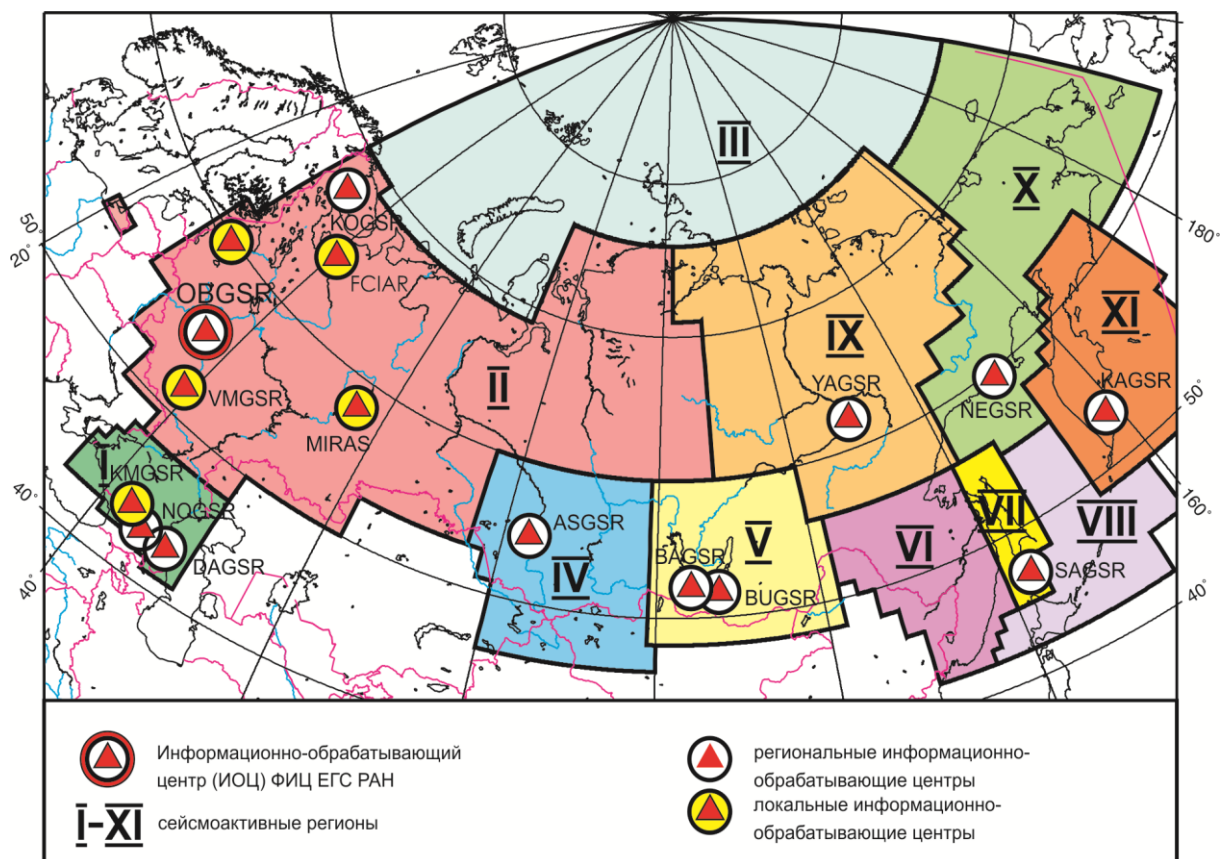 III
X
180°
50°
20°
KOGSR
FCIAR
OBGSR
XI
IX
II
VMGSR
YAGSR
NEGSR
KAGSR
50°
MIRAS
I
KMGSR
40°
NOGSR
ASGSR
VII
VIII
160°
DAGSR
IV
BAGSR
V
VI
SAGSR
BUGSR
40°
40°
Информационно-обрабатывающий
центр (ИОЦ) ФИЦ ЕГС РАН
I-XI сейсмоактивные регионы
региональные информационно-
обрабатывающие центры
локальные информационно-
обрабатывающие центры